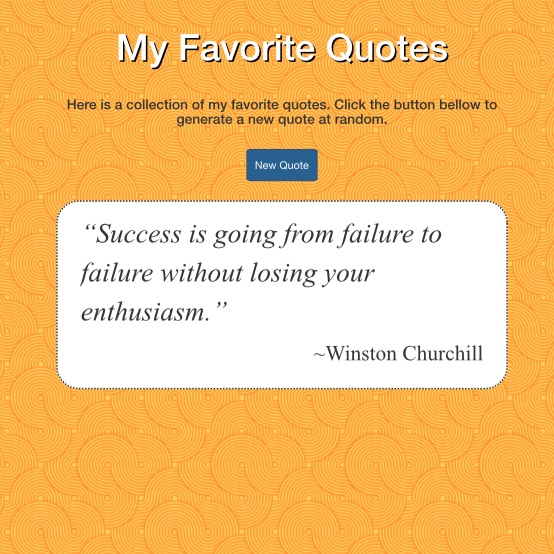 My Favorite Quotes
Here is a collection of my favorite quotes. Click the button bellow to
generate a new quote at random.
New Quote
“Success is going from failure to
failure without losing your
enthusiasm.”
~Winston Churchill